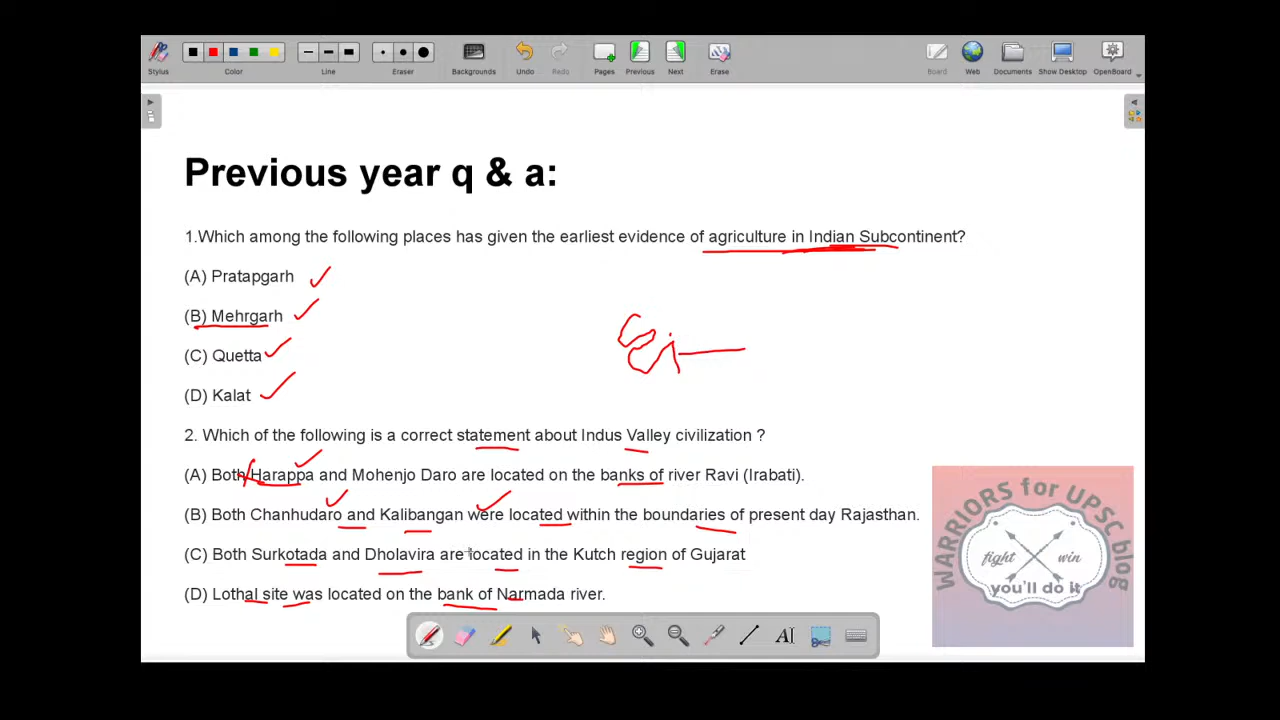 Stylus Color Line Eraser Backgrounds Undo Redo Pages Previous Next Erase Board Web Documents Show Desktop OpenBoard
Previous year q & a:
1.Which among the following places has given the earliest evidence of agriculture in Indian Subcontinent?
(A) Pratapgarh
(B) Mehrgarh
(C) Quetta
(D) Kalat
2. Which of the following is a correct statement about Indus Valley civilization ?
(A) Both Harappa and Mohenjo Daro are located on the banks of river Ravi (Irabati).
(B) Both Chanhudaro and Kalibangan were located within the boundaries of present day Rajasthan.
(C) Both Surkotada and Dholavira are located in the Kutch region of Gujarat
(D) Lothal site was located on the bank of Narmada river.
WARRIORS for UPSC blog
fight win
you'll do it